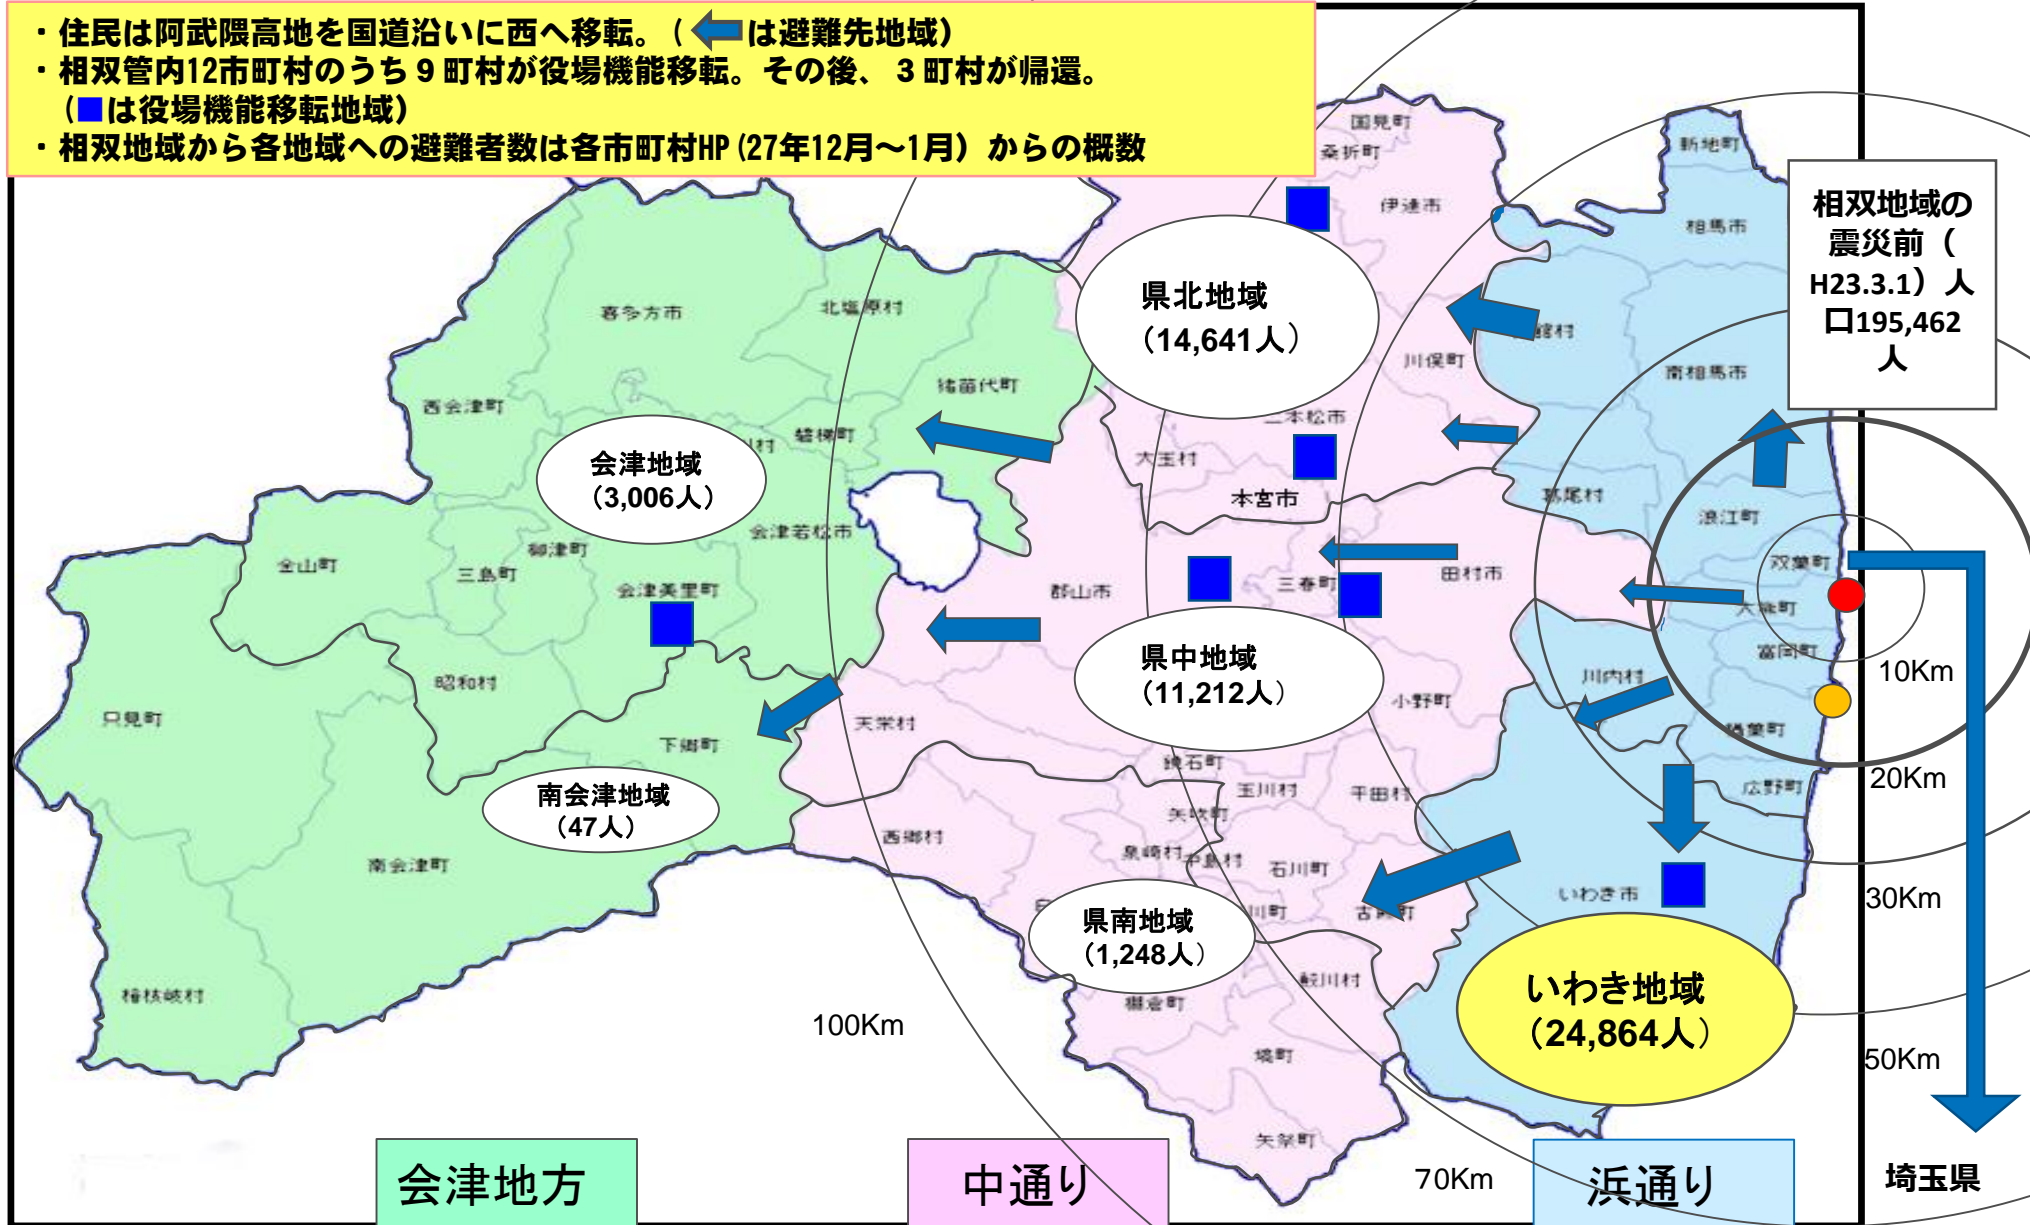 ・住民は阿武隈高地を国道沿いに西へ移転。(は避難先地域)
・相双管内12市町村のうち9町村が役場機能移転。その後、3町村が帰還。
(■は役場機能移転地域)
・相双地域から各地域への避難者数は各市町村HP(27年12月～1月)からの概数
国見町
桑折町
新地町
伊達市
相馬市
相双地域の
震災前（
H23.3.1）人
口195,462
人
県北地域
（14,641人）
喜多方市
北塩原村
舘村
川俣町
南相馬市
猪苗代町
西会津町
磐梯町
村
二本松市
大玉村
会津地域
（3,006人）
本宮市
葛尾村
浪江町
会津若松市
柳津町
金山町
三島町
会津美里町
双葉町
郡山市
三春町
田村市
大熊町
富岡町
10Km
県中地域
（11,212人）
川内村
昭和村
小野町
只見町
天栄村
下郷町
楢葉町
鏡石町
20Km
南会津地域
（47人）
玉川村
平田村
広野町
矢吹町
西郷村
泉崎村
中島村
南会津町
石川町
いわき市
30Km
県南地域
（1,248人）
川町
古殿町
鮫川村
檜枝岐村
棚倉町
いわき地域
（24,864人）
100Km
塙町
50Km
矢祭町
会津地方
中通り
70Km
浜通り
埼玉県